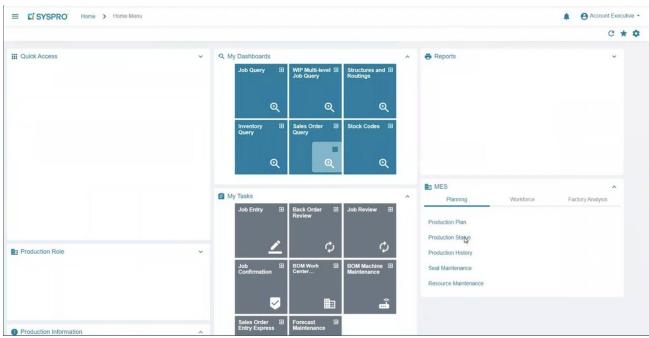 SYSPRO Home > Home Menu
Account Executive
Quick Access
My Dashboards
Job Query
WIP Multi-level Job Query
Structures and Routings
Inventory Query
Sales Order Query
Stock Codes
My Tasks
Job Entry
Back Order Review
Job Review
Job Confirmation
BOM Work Center...
BOM Machine Maintenance
Sales Order Entry Express
Forecast Maintenance
Reports
MES
Planning Workforce Factory Analysis
Production Plan
Production Status
Production History
Seal Maintenance
Resource Maintenance
Production Role
Production Information